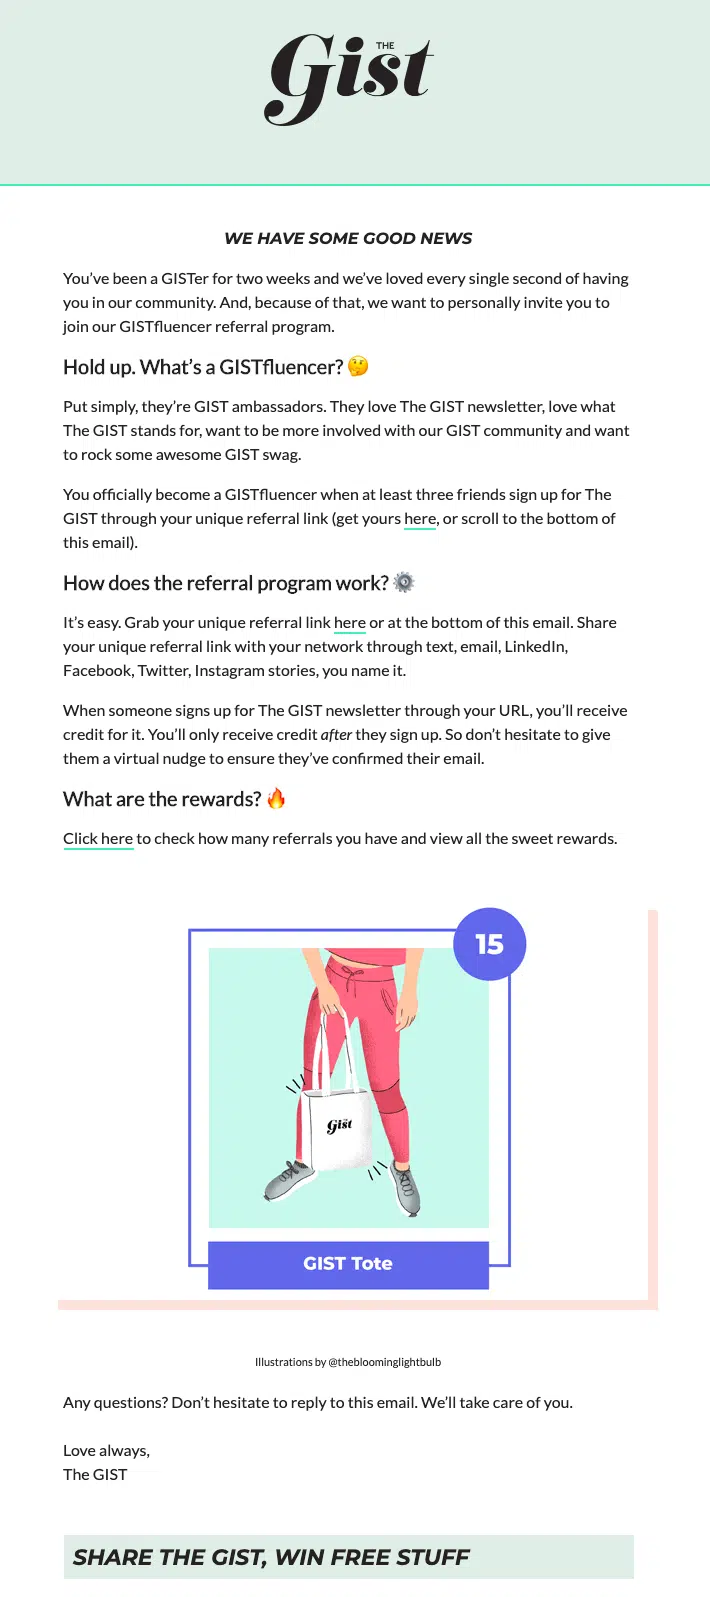 THE
Gist
WE HAVE SOME GOOD NEWS
You’ve been a GISTer for two weeks and we’ve loved every single second of having
you in our community. And, because of that, we want to personally invite you to
join our GISTfluencer referral program.
Hold up. What’s a GISTfluencer? 🤔
Put simply, they’re GIST ambassadors. They love The GIST newsletter, love what
The GIST stands for, want to be more involved with our GIST community and want
to rock some awesome GIST swag.
You officially become a GISTfluencer when at least three friends sign up for The
GIST through your unique referral link (get yours here, or scroll to the bottom of
this email).
How does the referral program work? ⚙️
It’s easy. Grab your unique referral link here or at the bottom of this email. Share
your unique referral link with your network through text, email, LinkedIn,
Facebook, Twitter, Instagram stories, you name it.
When someone signs up for The GIST newsletter through your URL, you’ll receive
credit for it. You’ll only receive credit after they sign up. So don’t hesitate to give
them a virtual nudge to ensure they’ve confirmed their email.
What are the rewards? 🔥
Click here to check how many referrals you have and view all the sweet rewards.
15
Gist
GIST Tote
Illustrations by @thebloominglightbulb
Any questions? Don’t hesitate to reply to this email. We’ll take care of you.
Love always,
The GIST
SHARE THE GIST, WIN FREE STUFF